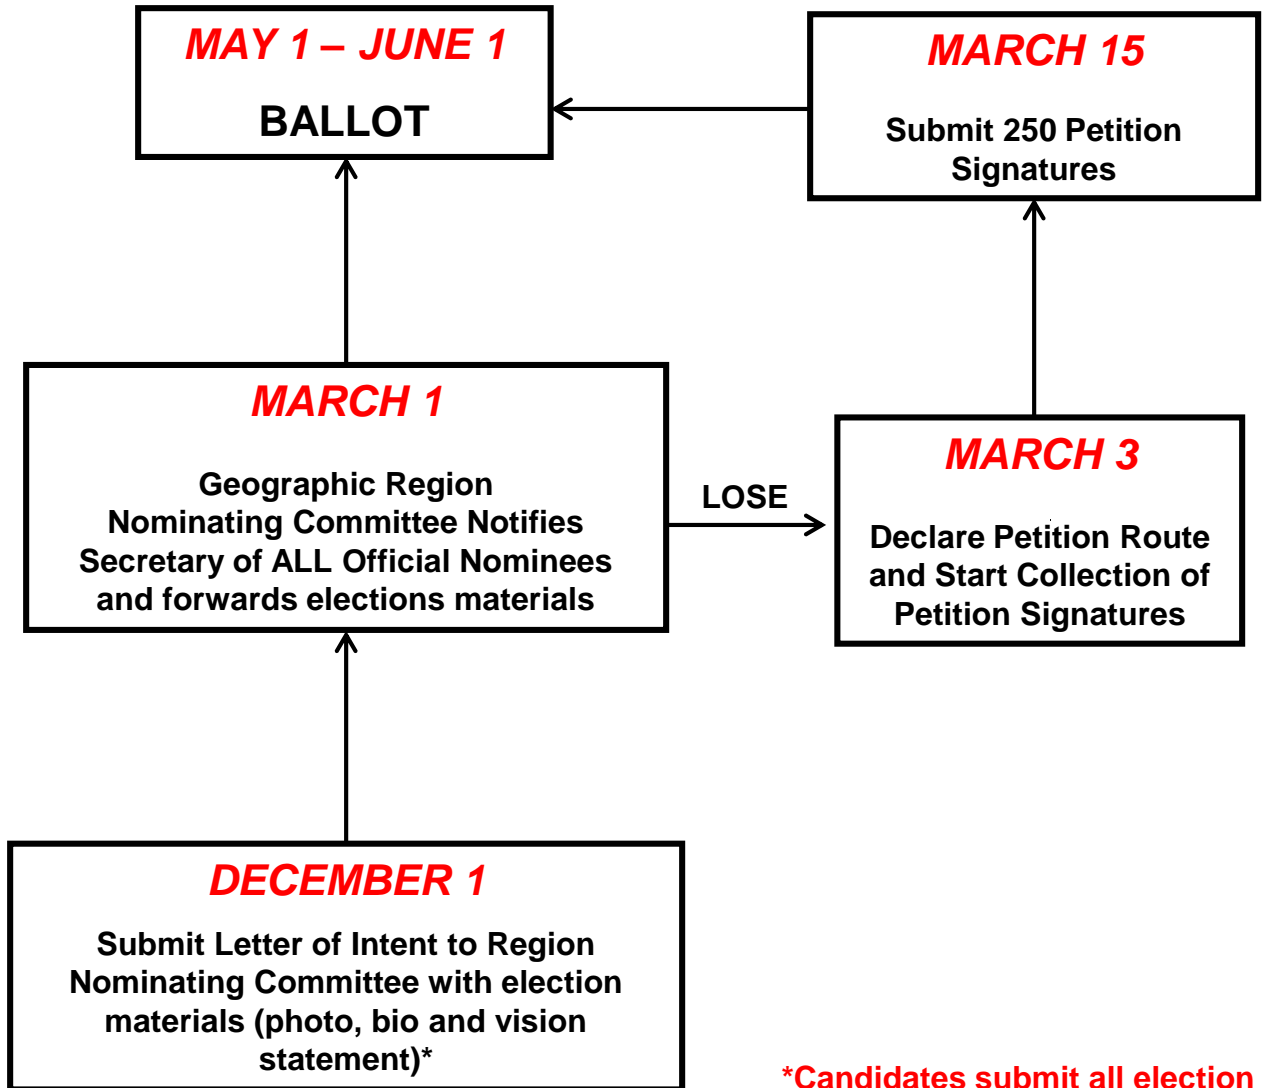 MAY 1 – JUNE 1
BALLOT
MARCH 15
Submit 250 Petition
Signatures
MARCH 1
Geographic Region
Nominating Committee Notifies
Secretary of ALL Official Nominees
and forwards elections materials
LOSE
MARCH 3
Declare Petition Route
and Start Collection of
Petition Signatures
DECEMBER 1
Submit Letter of Intent to Region
Nominating Committee with election
materials (photo, bio and vision
statement)*
*Candidates submit all election